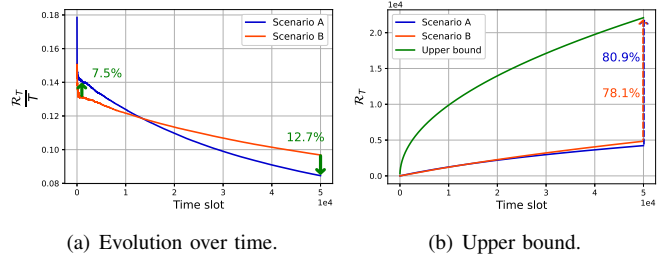 Scenario A
Scenario B
7.5%
12.7%
0.18
0.16
0.14
0.12
0.10
0.08
R_T
T
0
1
2
3
4
5
1e4
Time slot
(a) Evolution over time.
1e4
Scenario A
Scenario B
Upper bound
80.9%
78.1%
2.0
1.5
1.0
0.5
0.0
R_T
0
1
2
3
4
5
1e4
Time slot
(b) Upper bound.